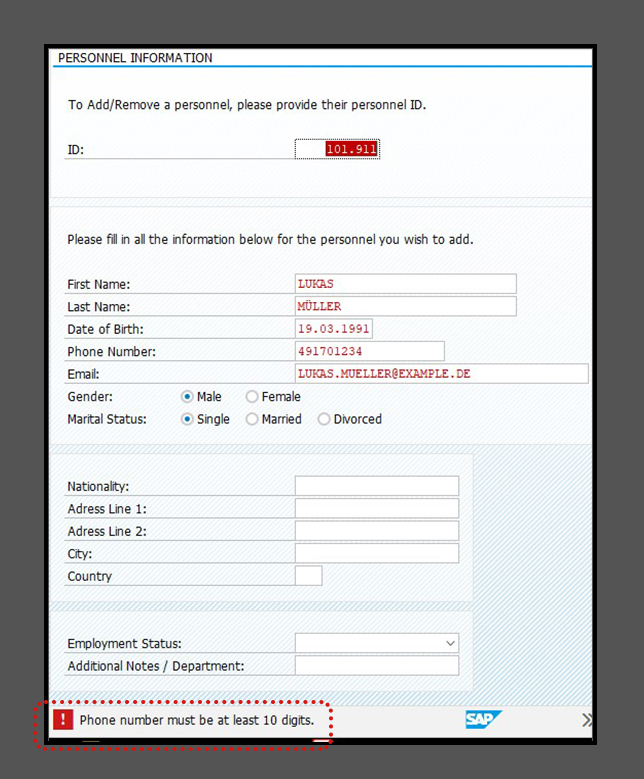 PERSONNEL INFORMATION
To Add/Remove a personnel, please provide their personnel ID.
ID: 101.911
Please fill in all the information below for the personnel you wish to add.
First Name: LUKAS
Last Name: MÜLLER
Date of Birth: 19.03.1991
Phone Number: 491701234
Email: LUKAS.MUELLER@EXAMPLE.DE
Gender: Male Female
Marital Status: Single Married Divorced
Nationality:
Adress Line 1:
Adress Line 2:
City:
Country
Employment Status:
Additional Notes / Department:
! Phone number must be at least 10 digits. SAP